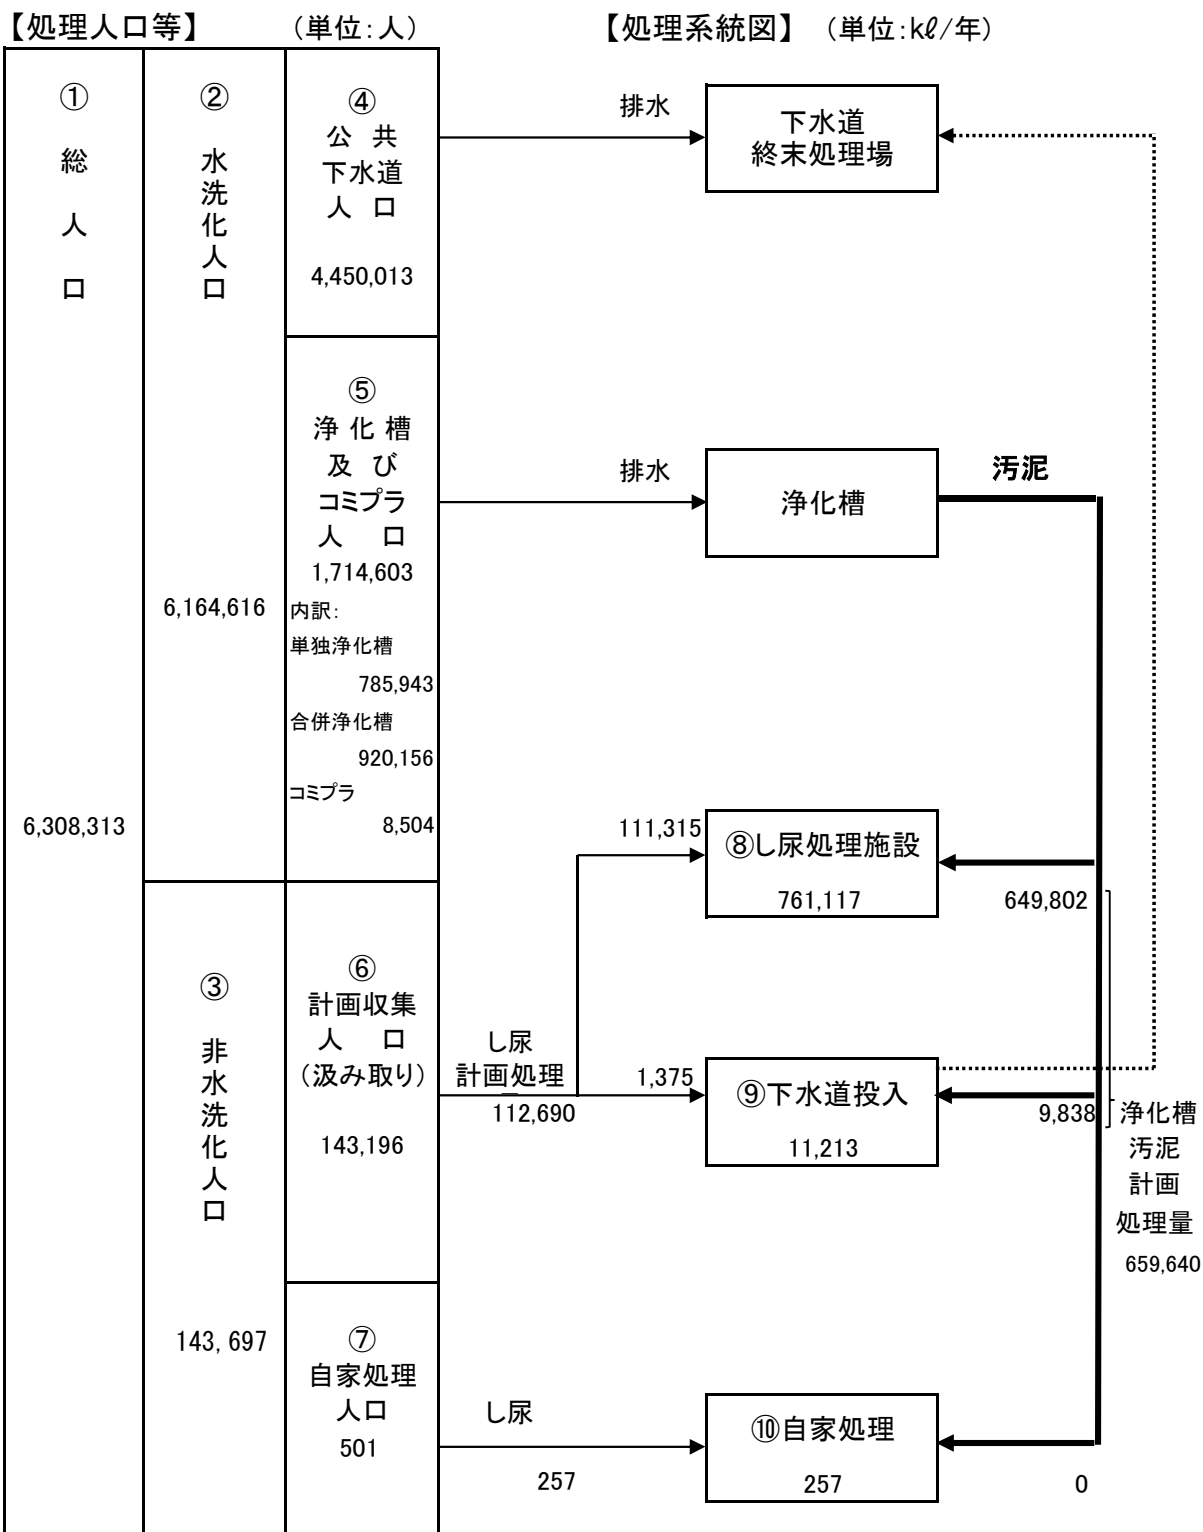 【処理人口等】 (単位:人)
【処理系統図】 (単位:kℓ/年)
①
総
人
口
6,308,313
②
水
洗
化
人
口
6,164,616
③
非
水
洗
化
人
口
143,697
④
公 共
下水道
人 口
4,450,013
⑤
浄 化 槽
及 び
コミプラ
人 口
1,714,603
内訳:
単独浄化槽
785,943
合併浄化槽
920,156
コミプラ
8,504
⑥
計画収集
人 口
(汲み取り)
143,196
⑦
自家処理
人口
501
排水
下水道
終末処理場
排水
浄化槽
汚泥
111,315
⑧し尿処理施設
761,117
649,802
し尿
計画処理
112,690
1,375
⑨下水道投入
11,213
9,838
浄化槽
汚泥
計画
処理量
659,640
し尿
257
⑩自家処理
257
0